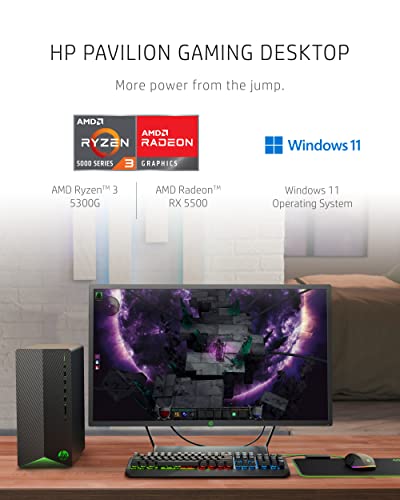 HP PAVILION GAMING DESKTOP
More power from the jump.
AMD
RYZEN
5000 SERIES 3
AMD
RADEON
GRAPHICS
Windows 11
AMD Ryzen™ 3
5300G
AMD Radeon™
RX 5500
Windows 11
Operating System
hp